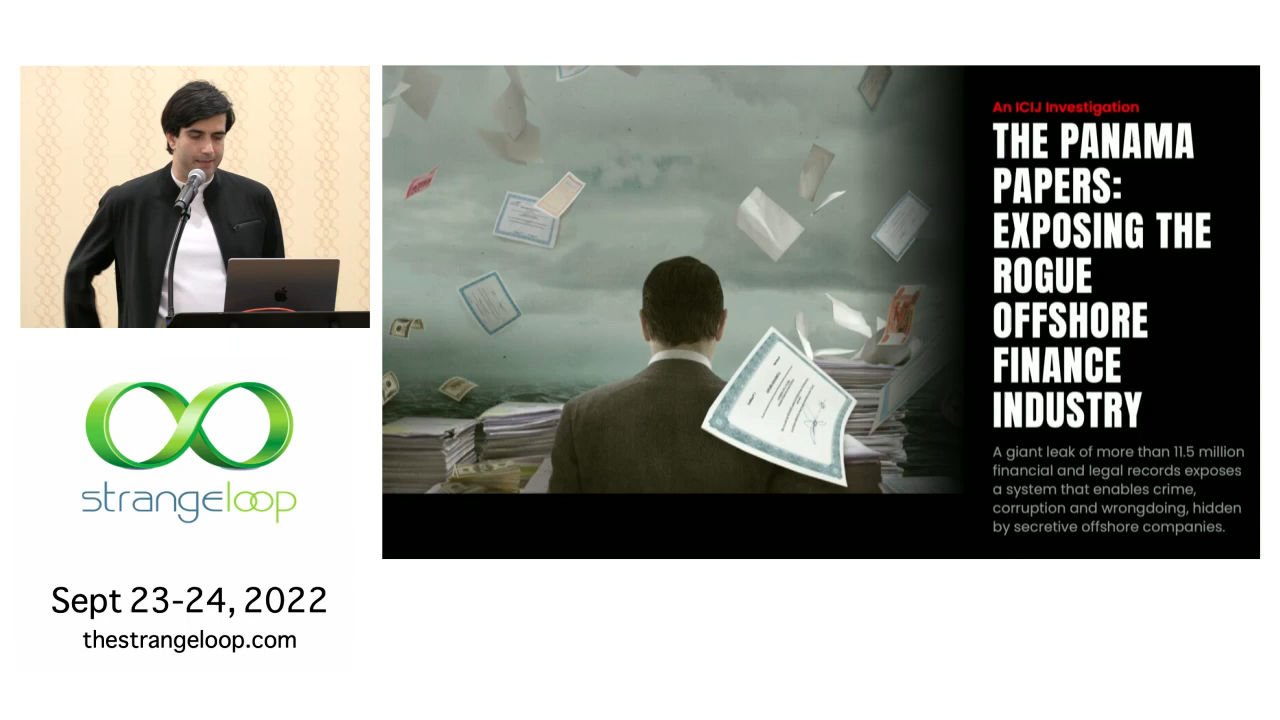 strangeloop
Sept 23-24, 2022
thestrangeloop.com
An ICIJ Investigation
THE PANAMA
PAPERS:
EXPOSING THE
ROGUE
OFFSHORE
FINANCE
INDUSTRY
A giant leak of more than 11.5 million
financial and legal records exposes
a system that enables crime,
corruption and wrongdoing, hidden
by secretive offshore companies.